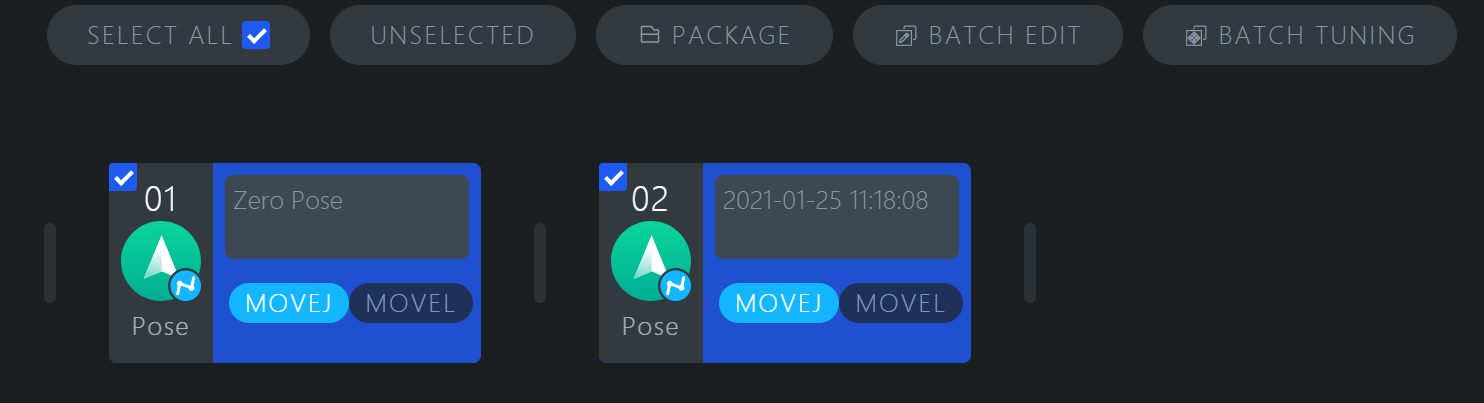 SELECT ALL
UNSELECTED
PACKAGE
BATCH EDIT
BATCH TUNING
01
Zero Pose
MOVEJ
MOVEL
Pose
02
2021-01-25 11:18:08
MOVEJ
MOVEL
Pose